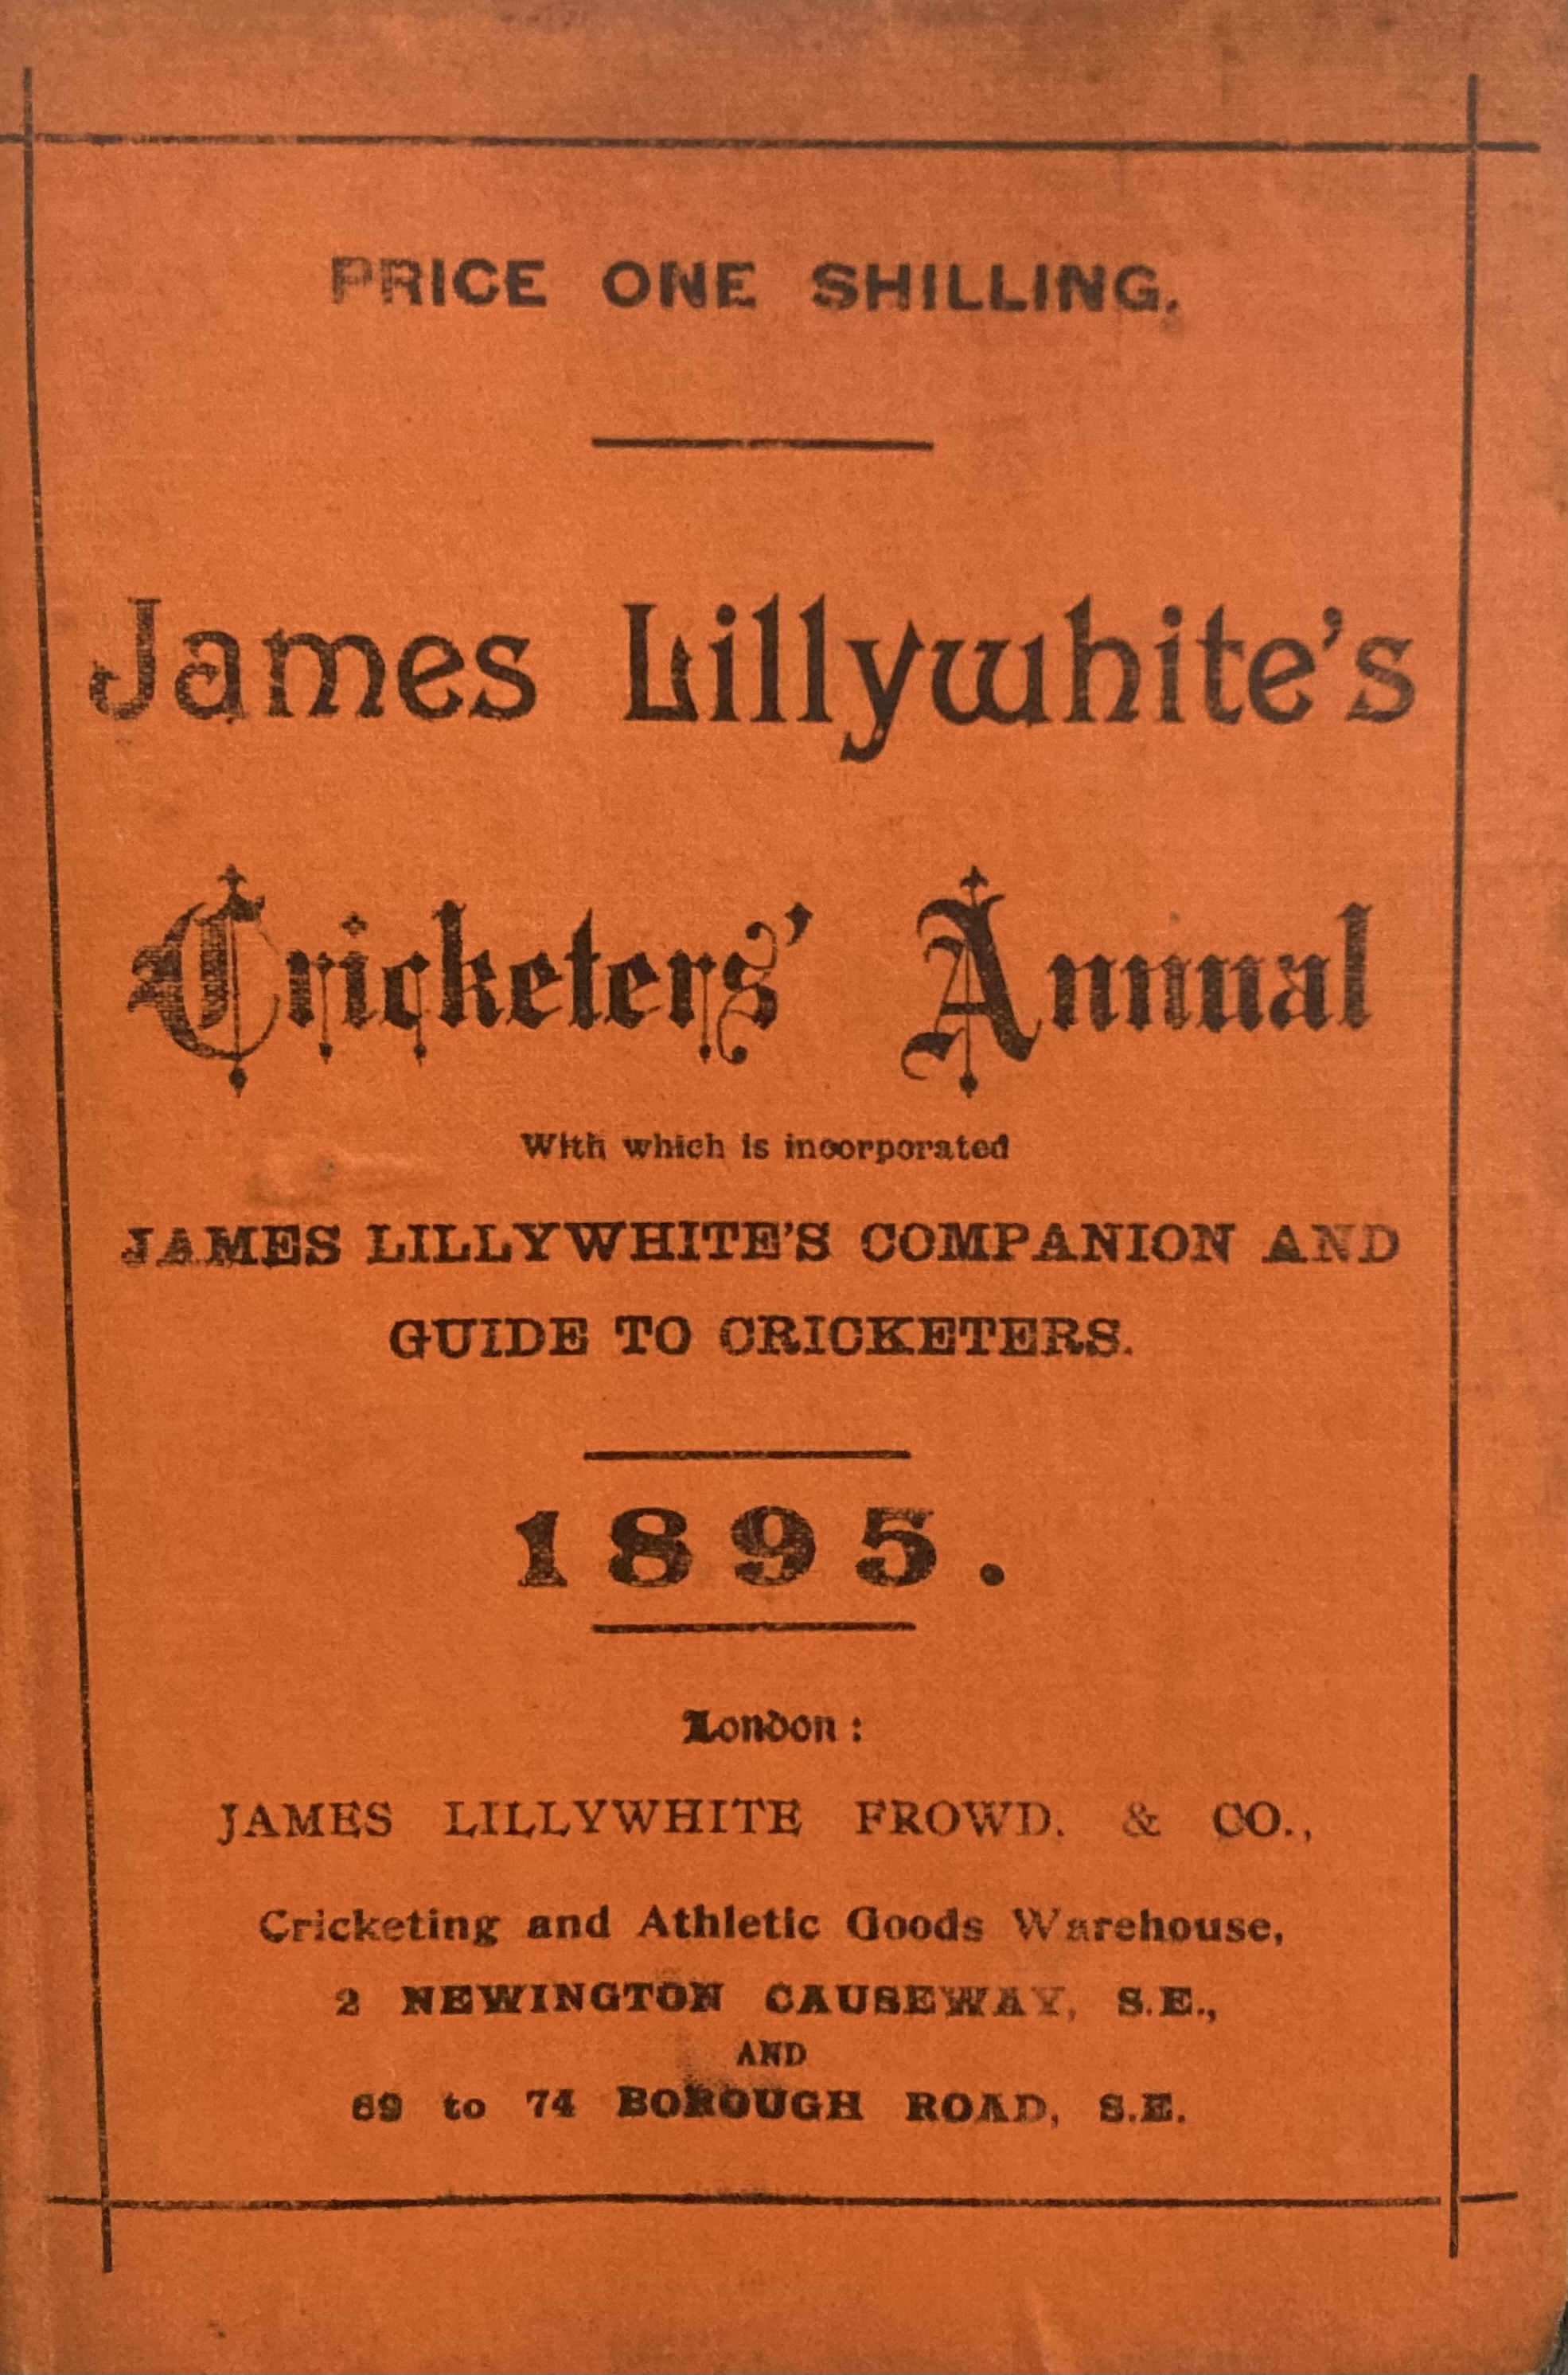 PRICE ONE SHILLING.
James Lillywhite's
Cricketers' Annual
With which is incorporated
JAMES LILLYWHITE'S COMPANION AND
GUIDE TO CRICKETERS.
1895.
London:
JAMES LILLYWHITE FROWD. & CO.,
Cricketing and Athletic Goods Warehouse,
2 NEWINGTON CAUSEWAY, S.E.,
AND
69 to 74 BOROUGH ROAD, S.E.